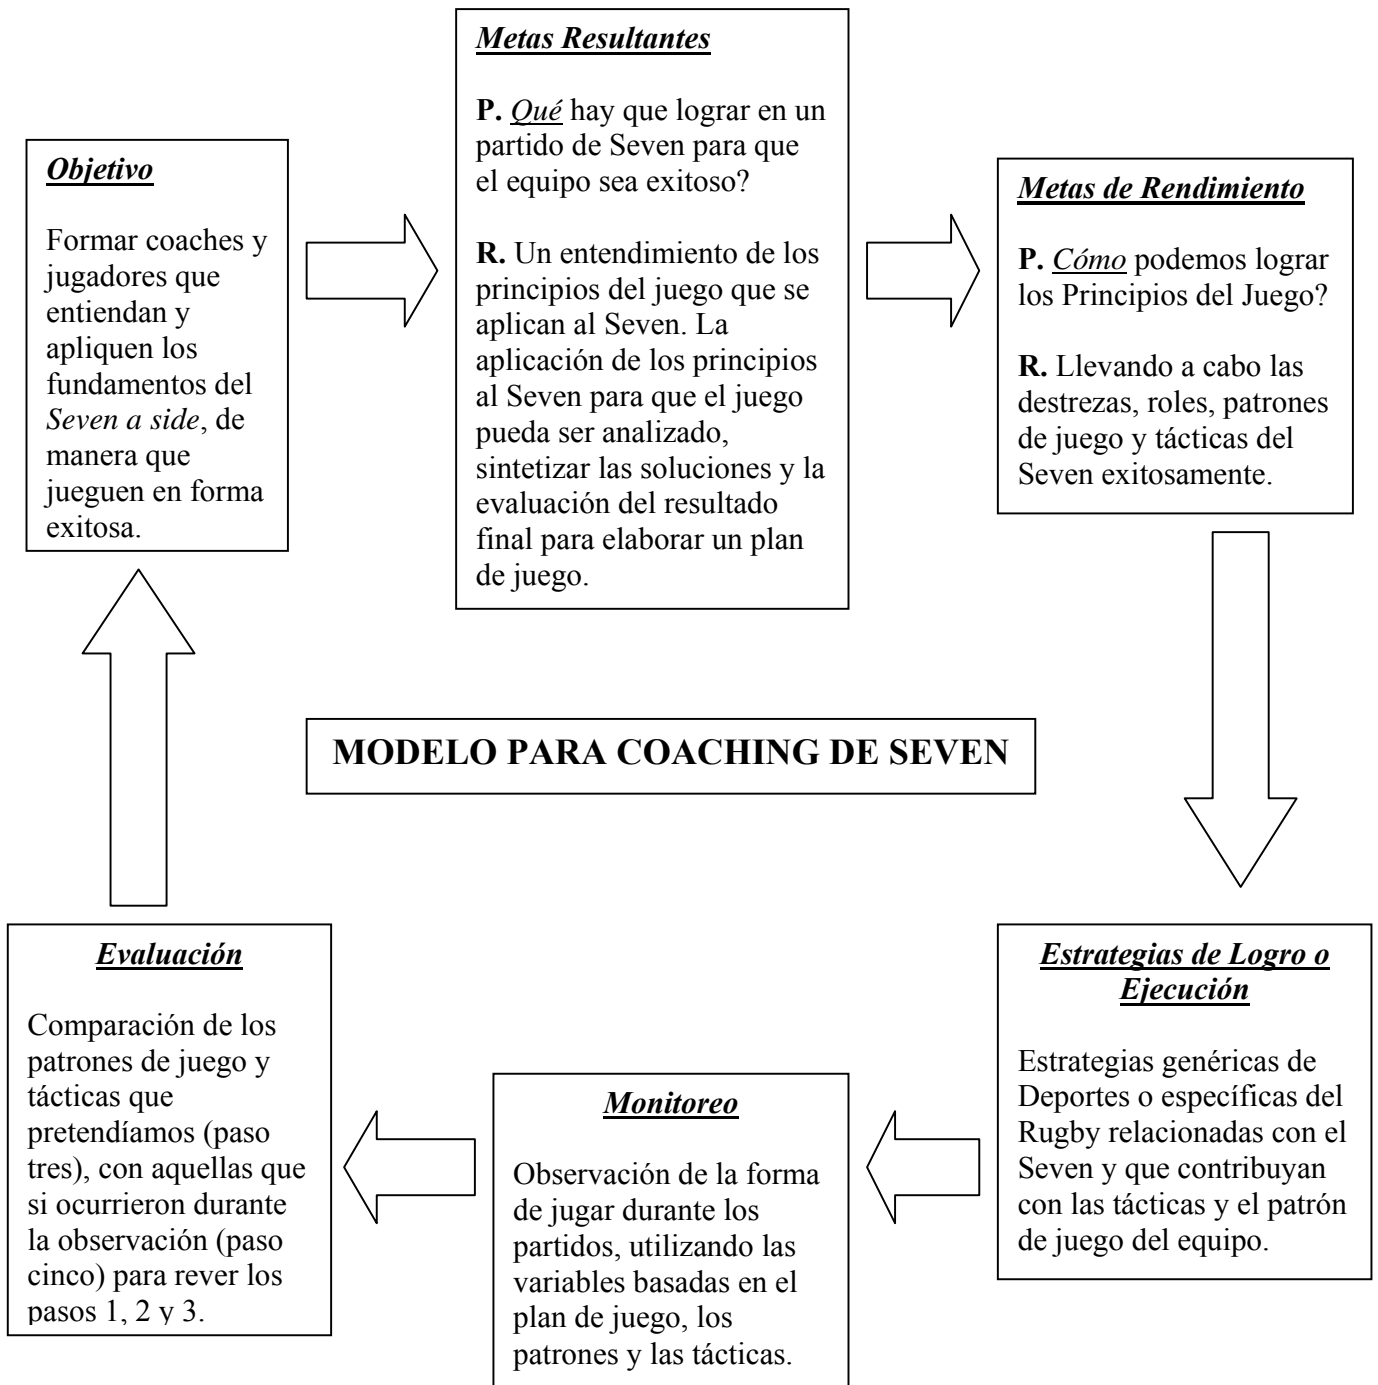 Objetivo
Formar coaches y
jugadores que
entiendan y
apliquen los
fundamentos del
Seven a side, de
manera que
jueguen en forma
exitosa.
Metas Resultantes
P. Qué hay que lograr en un
partido de Seven para que
el equipo sea exitoso?
R. Un entendimiento de los
principios del juego que se
aplican al Seven. La
aplicación de los principios
al Seven para que el juego
pueda ser analizado,
sintetizar las soluciones y la
evaluación del resultado
final para elaborar un plan
de juego.
Metas de Rendimiento
P. Cómo podemos lograr
los Principios del Juego?
R. Llevando a cabo las
destrezas, roles, patrones
de juego y tácticas del
Seven exitosamente.
MODELO PARA COACHING DE SEVEN
Estrategias de Logro o
Ejecución
Estrategias genéricas de
Deportes o específicas del
Rugby relacionadas con el
Seven y que contribuyan
con las tácticas y el patrón
de juego del equipo.
Monitoreo
Observación de la forma
de jugar durante los
partidos, utilizando las
variables basadas en el
plan de juego, los
patrones y las tácticas.
Evaluación
Comparación de los
patrones de juego y
tácticas que
pretendíamos (paso
tres), con aquellas que
si ocurrieron durante
la observación (paso
cinco) para rever los
pasos 1, 2 y 3.